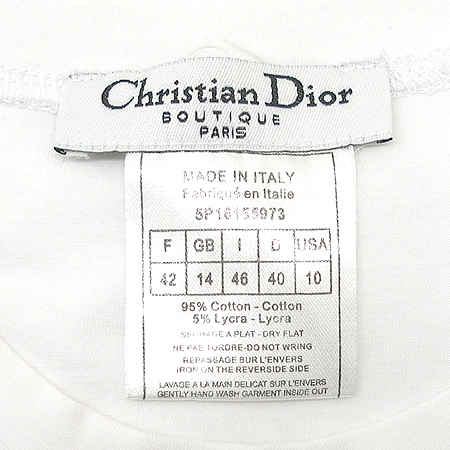 Christian Dior
BOUTIQUE
PARIS
MADE IN ITALY
Fabriqué en Italie
5P16155973
F GB I D USA
42 14 46 40 10
95% Cotton - Cotton
5% Lycra - Lycra
SECHAGE A PLAT - DRY FLAT
NE PAS TORDRE-DO NOT WRING
REPASSAGE SUR L'ENVERS
IRON ON THE REVERSIDE SIDE
LAVAGE A LA MAIN DELICAT SUR L'ENVERS
GENTLY HAND WASH GARMENT INSIDE OUT